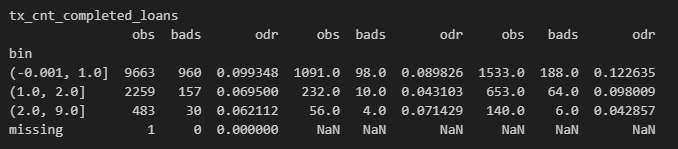 tx_cnt_completed_loans
obs bads odr obs bads odr obs bads odr
bin
(-0.001, 1.0] 9663 960 0.099348 1091.0 98.0 0.089826 1533.0 188.0 0.122635
(1.0, 2.0] 2259 157 0.069500 232.0 10.0 0.043103 653.0 64.0 0.098009
(2.0, 9.0] 483 30 0.062112 56.0 4.0 0.071429 140.0 6.0 0.042857
missing 1 0 0.000000 NaN NaN NaN NaN NaN NaN